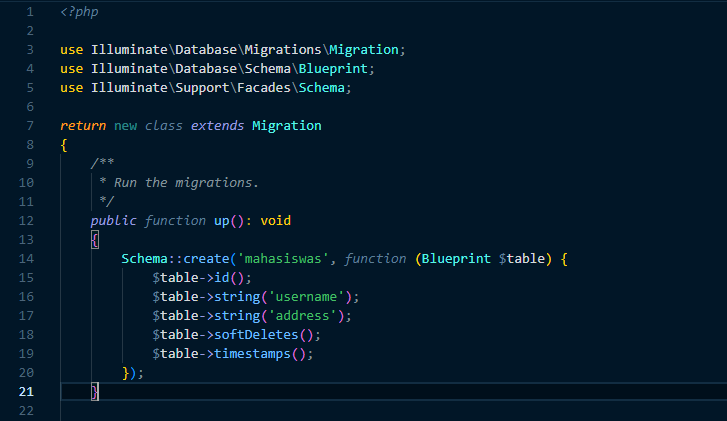 1 <?php
2
3 use Illuminate\Database\Migrations\Migration;
4 use Illuminate\Database\Schema\Blueprint;
5 use Illuminate\Support\Facades\Schema;
6
7 return new class extends Migration
8 {
9     /**
10      * Run the migrations.
11      */
12     public function up(): void
13     {
14         Schema::create('mahasiswas', function (Blueprint $table) {
15             $table->id();
16             $table->string('username');
17             $table->string('address');
18             $table->softDeletes();
19             $table->timestamps();
20         });
21     }
22